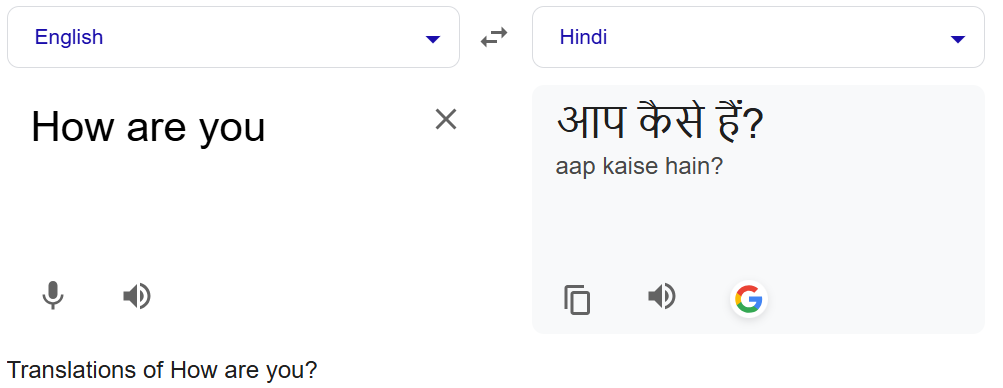 English
Hindi
How are you
आप कैसे हैं?
aap kaise hain?
Translations of How are you?